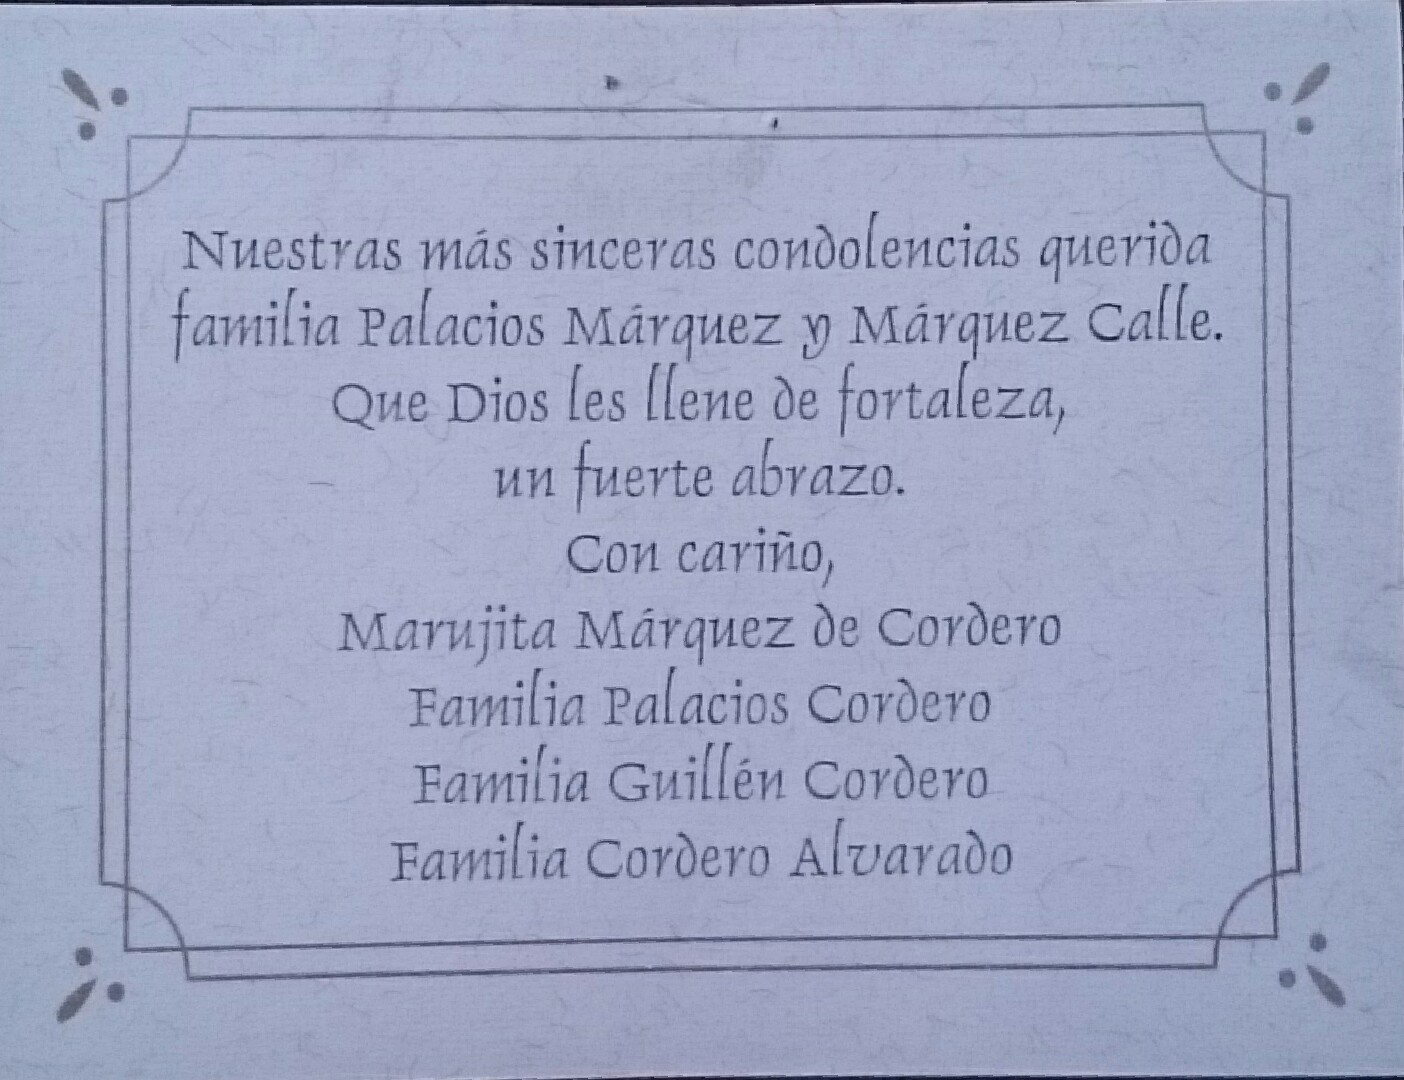 Nuestras más sinceras condolencias querida
familia Palacios Márquez y Márquez Calle.
Que Dios les llene de fortaleza,
un fuerte abrazo.
Con cariño,
Marujita Márquez de Cordero
Familia Palacios Cordero
Familia Guillén Cordero
Familia Cordero Alvarado